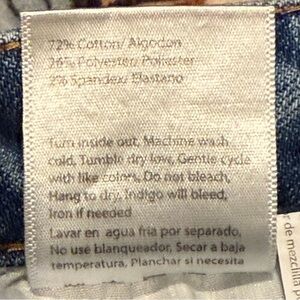 72% Cotton/ Algodon
26% Polyester/ Poliester
2% Spandex/ Elastano
Turn inside out, Machine wash
cold, Tumble dry low, Gentle cycle
with like colors, Do not bleach,
Hang to dry, Indigo will bleed,
Iron if needed
Lavar en agua fria por separado,
No use blanqueador, Secar a baja
temperatura, Planchar si necesita
r de mezclilla p